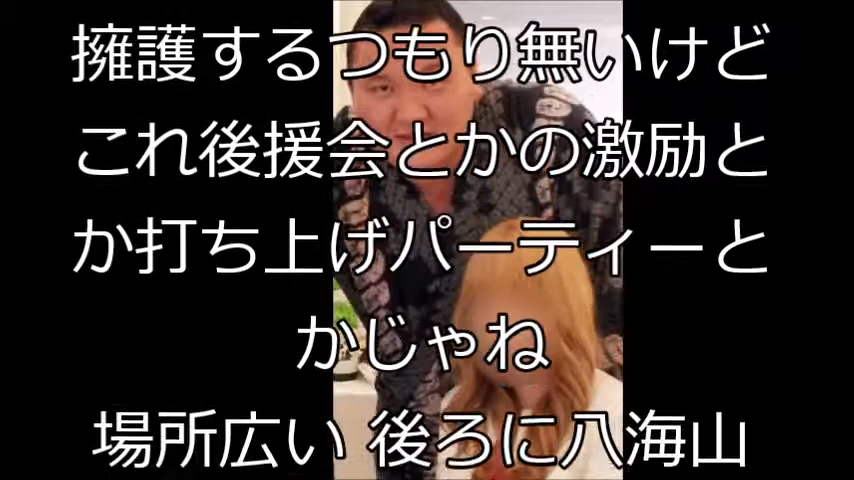 擁護するつもり無いけど
これ後援会とかの激励と
か打ち上げパーティーと
かじゃね
場所広い 後ろに八海山